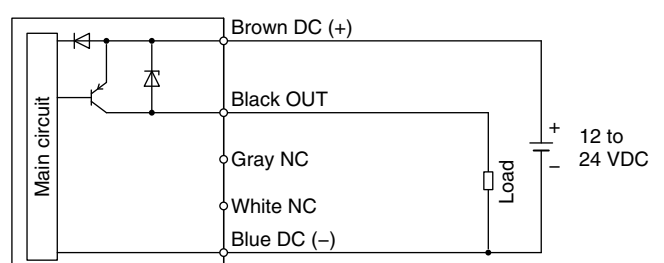 Brown DC (+)
Black OUT
Main circuit
Gray NC
White NC
Blue DC (−)
Load
+
−
12 to
24 VDC